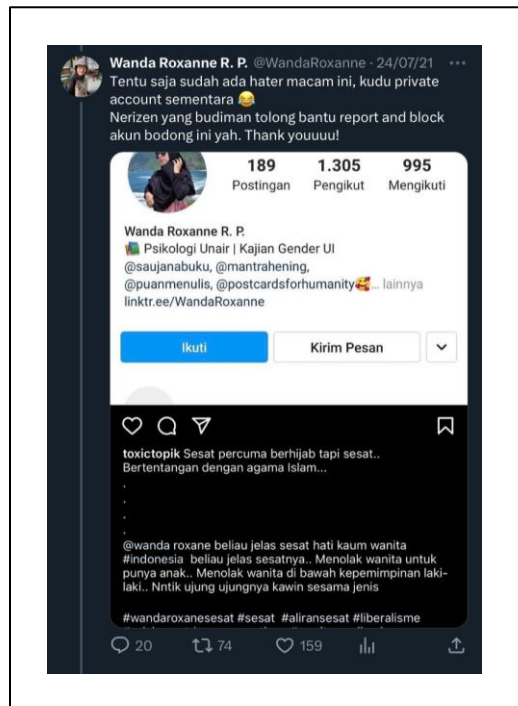 Wanda Roxanne R. P. @WandaRoxanne · 24/07/21 ···
Tentu saja sudah ada hater macam ini, kudu private
account sementara 😂
Nerizen yang budiman tolong bantu report and block
akun bodong ini yah. Thank youuuu!
189 1.305 995
Postingan Pengikut Mengikuti
Wanda Roxanne R. P.
📚 Psikologi Unair | Kajian Gender UI
@saujanabuku, @mantrahening,
@puanmenulis, @postcardsforhumanity🥰... lainnya
linktr.ee/WandaRoxanne
Ikuti Kirim Pesan
toxictopik Sesat percuma berhijab tapi sesat..
Bertentangan dengan agama Islam...
.
.
.
.
@wanda roxane beliau jelas sesat hati kaum wanita
#indonesia beliau jelas sesatnya.. Menolak wanita untuk
punya anak.. Menolak wanita di bawah kepemimpinan laki-
laki.. Nntik ujung ujungnya kawin sesama jenis
#wandaroxanesesat #sesat #aliransesat #liberalisme
20 74 159